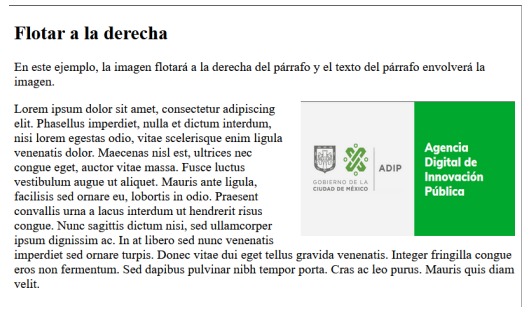 Flotar a la derecha
En este ejemplo, la imagen flotará a la derecha del párrafo y el texto del párrafo envolverá la
imagen.
Lorem ipsum dolor sit amet, consectetur adipiscing
elit. Phasellus imperdiet, nulla et dictum interdum,
nisi lorem egestas odio, vitae scelerisque enim ligula
venenatis dolor. Maecenas nisl est, ultrices nec
congue eget, auctor vitae massa. Fusce luctus
vestibulum augue ut aliquet. Mauris ante ligula,
facilisis sed ornare eu, lobortis in odio. Praesent
convallis urna a lacus interdum ut hendrerit risus
congue. Nunc sagittis dictum nisi, sed ullamcorper
ipsum dignissim ac. In at libero sed nunc venenatis
imperdiet sed ornare turpis. Donec vitae dui eget tellus gravida venenatis. Integer fringilla congue
eros non fermentum. Sed dapibus pulvinar nibh tempor porta. Cras ac leo purus. Mauris quis diam
velit.
GOBIERNO DE LA
CIUDAD DE MÉXICO
ADIP
Agencia
Digital de
Innovación
Pública